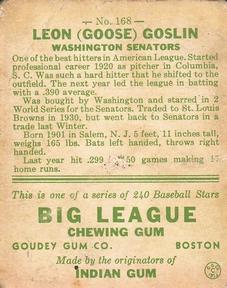 — No. 168 —
LEON (GOOSE) GOSLIN
WASHINGTON SENATORS
One of the best hitters in American League. Started
professional career 1920 as pitcher in Columbia,
S. C. Was such a hard hitter that he shifted to the
outfield. The next year led the league in batting
with a .390 average.
Was bought by Washington and starred in 2
World Series for the Senators. Traded to St. Louis
Browns in 1930, but went back to Senators in a
trade last Winter.
Born 1901 in Salem, N. J. 5 feet, 11 inches tall,
weighs 165 lbs. Bats left handed, throws right
handed.
Last year hit .299 50 games making 17
home runs.
This is one of a series of 240 Baseball Stars
BIG LEAGUE
CHEWING GUM
GOUDEY GUM CO. BOSTON
Made by the originators of
INDIAN GUM